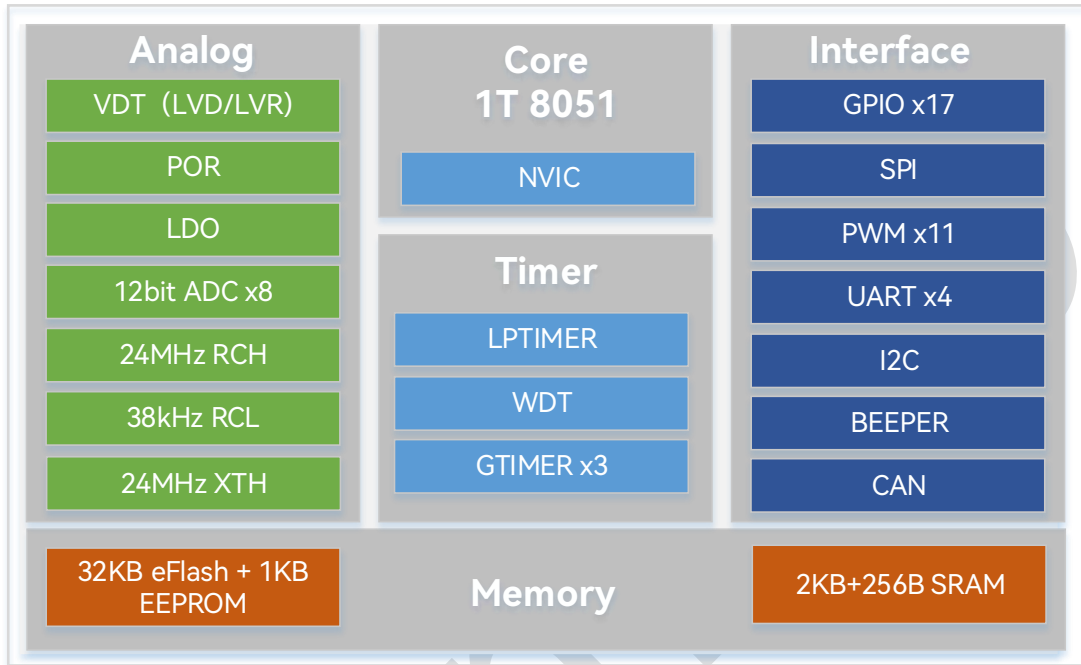 Analog
VDT（LVD/LVR)
POR
LDO
12bit ADC x8
24MHz RCH
38kHz RCL
24MHz XTH
Core
1T 8051
NVIC
Timer
LPTIMER
WDT
GTIMER x3
Interface
GPIO x17
SPI
PWM x11
UART x4
I2C
BEEPER
CAN
32KB eFlash + 1KB
EEPROM
Memory
2KB+256B SRAM